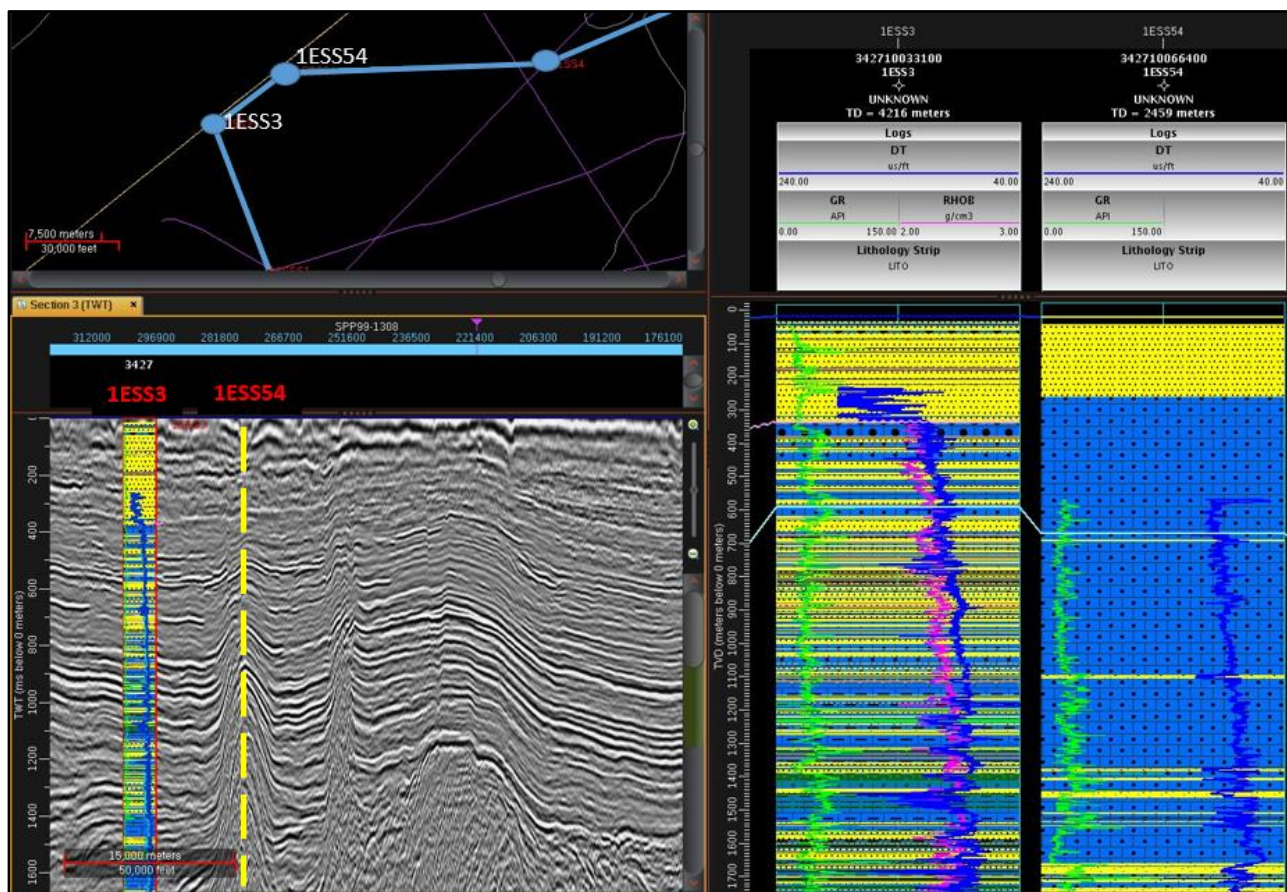 1ESS54
1ESS3
7,500 meters
30,000 feet
Section 3 (TWT)
SPP99-1308
312000 296900 281800 266700 251600 236500 221400 206300 191200 176100
3427
1ESS3 1ESS54
0
200
400
600
800
1000
1200
1400
1600
TWT (ms below 0 meters)
15,000 meters
50,000 feet
1ESS3
342710033100
1ESS3
UNKNOWN
TD = 4216 meters
Logs
DT
us/ft
240.00 40.00
GR RHOB
API g/cm3
0.00 150.00 2.00 3.00
Lithology Strip
LITO
1ESS54
342710066400
1ESS54
UNKNOWN
TD = 2459 meters
Logs
DT
us/ft
240.00 40.00
GR
API
0.00 150.00
Lithology Strip
LITO
0
100
200
300
400
500
600
700
800
900
1000
1100
1200
1300
1400
1500
1600
1700
TVD (meters below 0 meters)